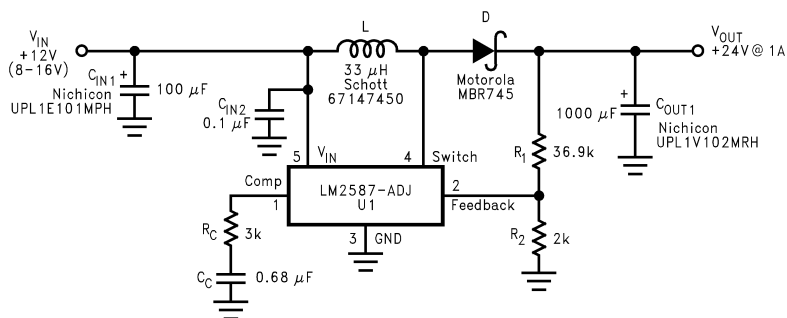 V_IN
+12V
(8-16V)
C_IN1 +
100 μF
Nichicon
UPL1E101MPH
C_IN2
0.1 μF
L
33 μH
Schott
67147450
D
Motorola
MBR745
V_OUT
+24V@ 1A
+
1000 μF
C_OUT1
Nichicon
UPL1V102MRH
R_1 36.9k
5 V_IN
4 Switch
LM2587-ADJ
U1
Comp
1
2
Feedback
3 GND
R_C 3k
C_C 0.68 μF
R_2 2k